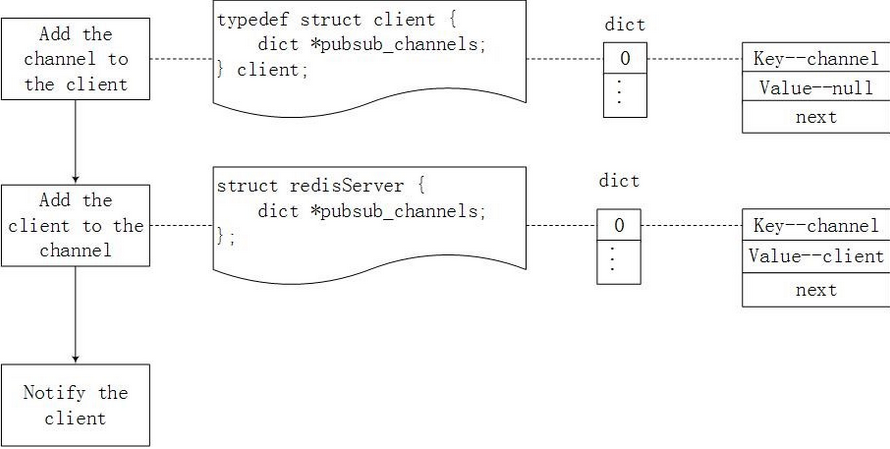 Add the
channel to
the client
typedef struct client {
dict *pubsub_channels;
} client;
dict
0
⋮
Key--channel
Value--null
next
Add the
client to the
channel
struct redisServer {
dict *pubsub_channels;
};
dict
0
⋮
Key--channel
Value--client
next
Notify the
client